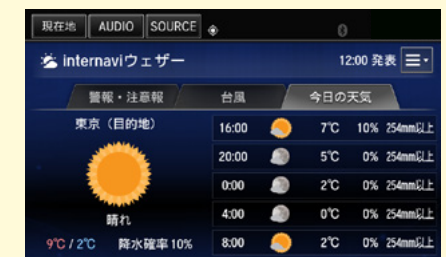 現在地 AUDIO SOURCE 0
internaviウェザー 12:00 発表
警報・注意報 台風 今日の天気
東京（目的地） 16:00 7℃ 10% 254mm以上
20:00 5℃ 0% 254mm以上
0:00 2℃ 0% 254mm以上
晴れ 4:00 0℃ 0% 254mm以上
9℃ / 2℃ 降水確率10% 8:00 2℃ 0% 254mm以上